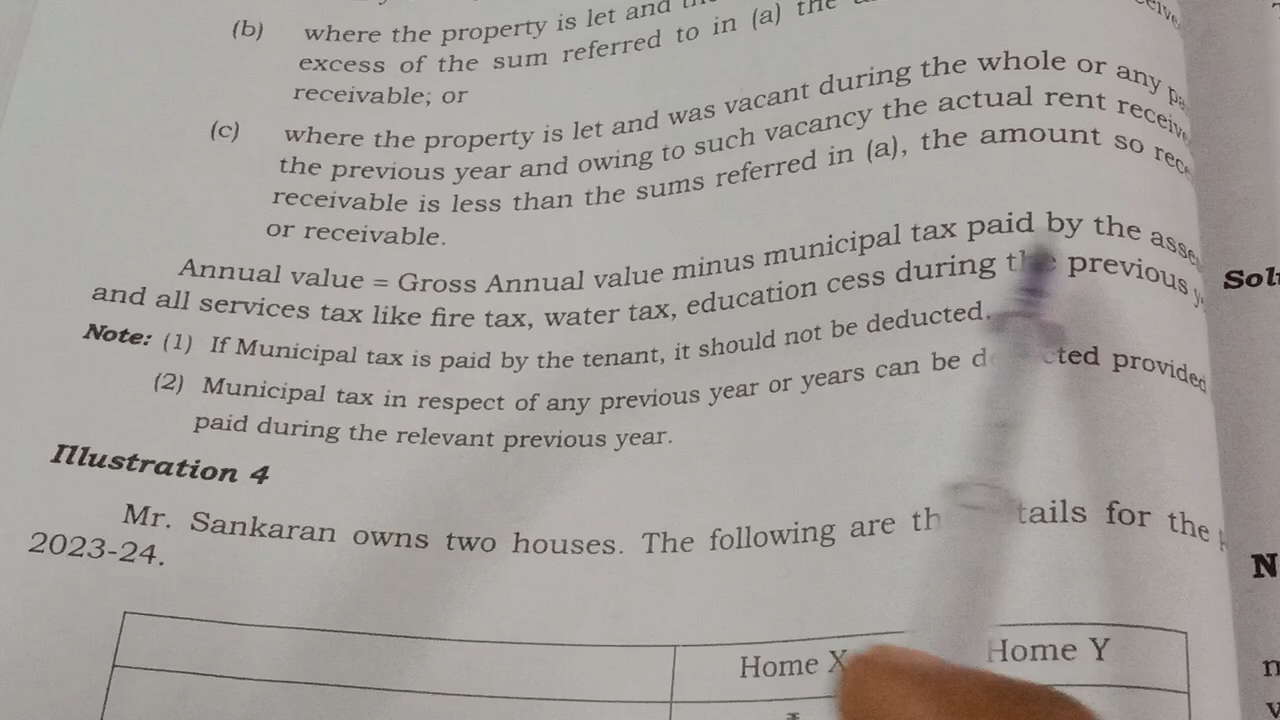 (b) where the property is let and
excess of the sum referred to in (a) the
receivable; or
(c) where the property is let and was vacant during the whole or any
the previous year and owing to such vacancy the actual rent
receivable is less than the sums referred in (a), the amount so
or receivable.
Annual value = Gross Annual value minus municipal tax paid by the
and all services tax like fire tax, water tax, education cess during the previous
Note: (1) If Municipal tax is paid by the tenant, it should not be deducted.
(2) Municipal tax in respect of any previous year or years can be provided
paid during the relevant previous year.
Illustration 4
Mr. Sankaran owns two houses. The following are for the
2023-24.
Home X Home Y